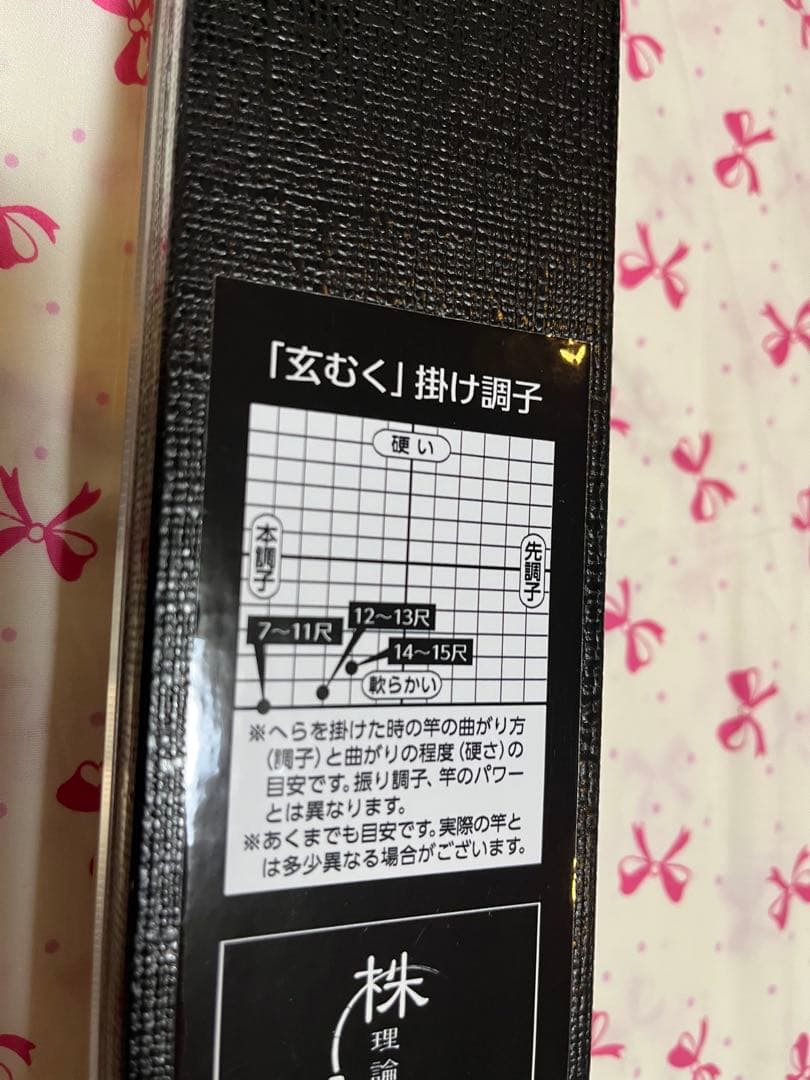 「玄むく」掛け調子
硬い
本調子
先調子
12〜13尺
7〜11尺
14〜15尺
軟らかい
※へらを掛けた時の竿の曲がり方
(調子)と曲がりの程度(硬さ)の
目安です。振り調子、竿のパワー
とは異なります。
※あくまでも目安です。実際の竿と
は多少異なる場合がございます。
株
理
論